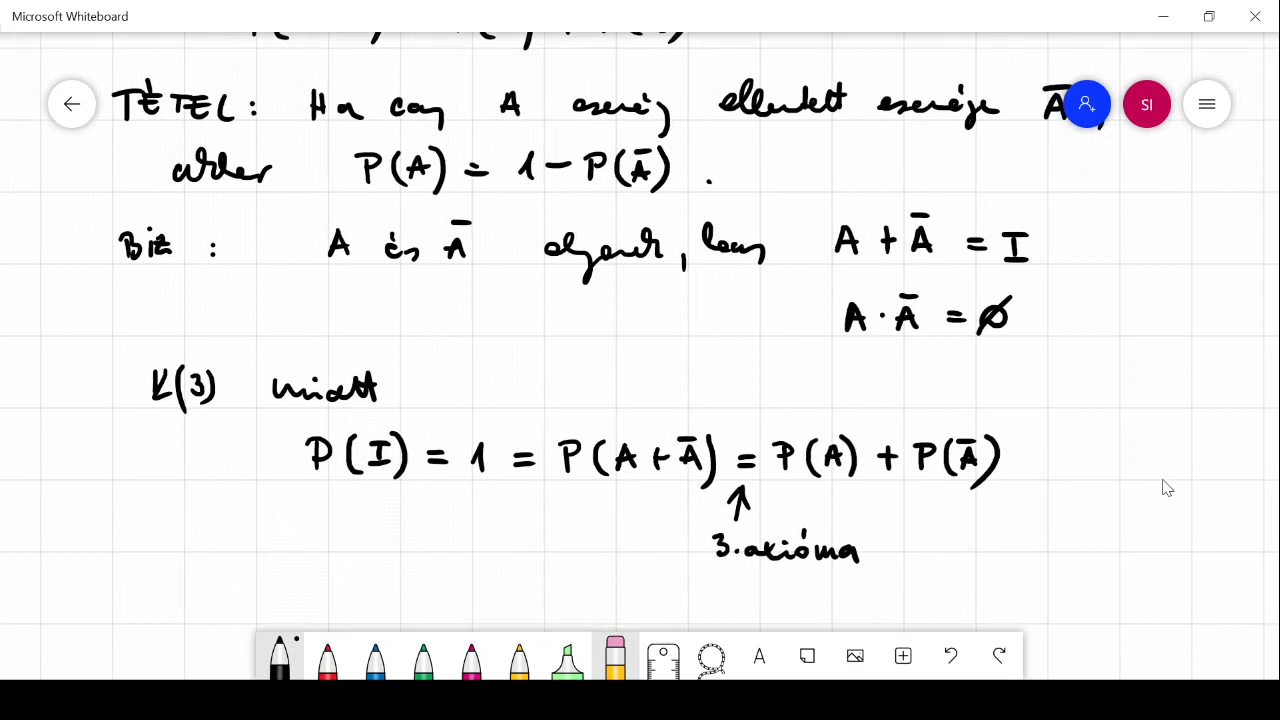 Microsoft Whiteboard
TÉTEL: Ha egy A esemény ellentett eseménye Ā,
SI
akkor P(A) = 1 - P(Ā).
Biz: A és Ā olyanok, hogy A + Ā = I
A · Ā = ∅
K(3) miatt
P(I) = 1 = P(A + Ā) = P(A) + P(Ā)
↑
3. axióma